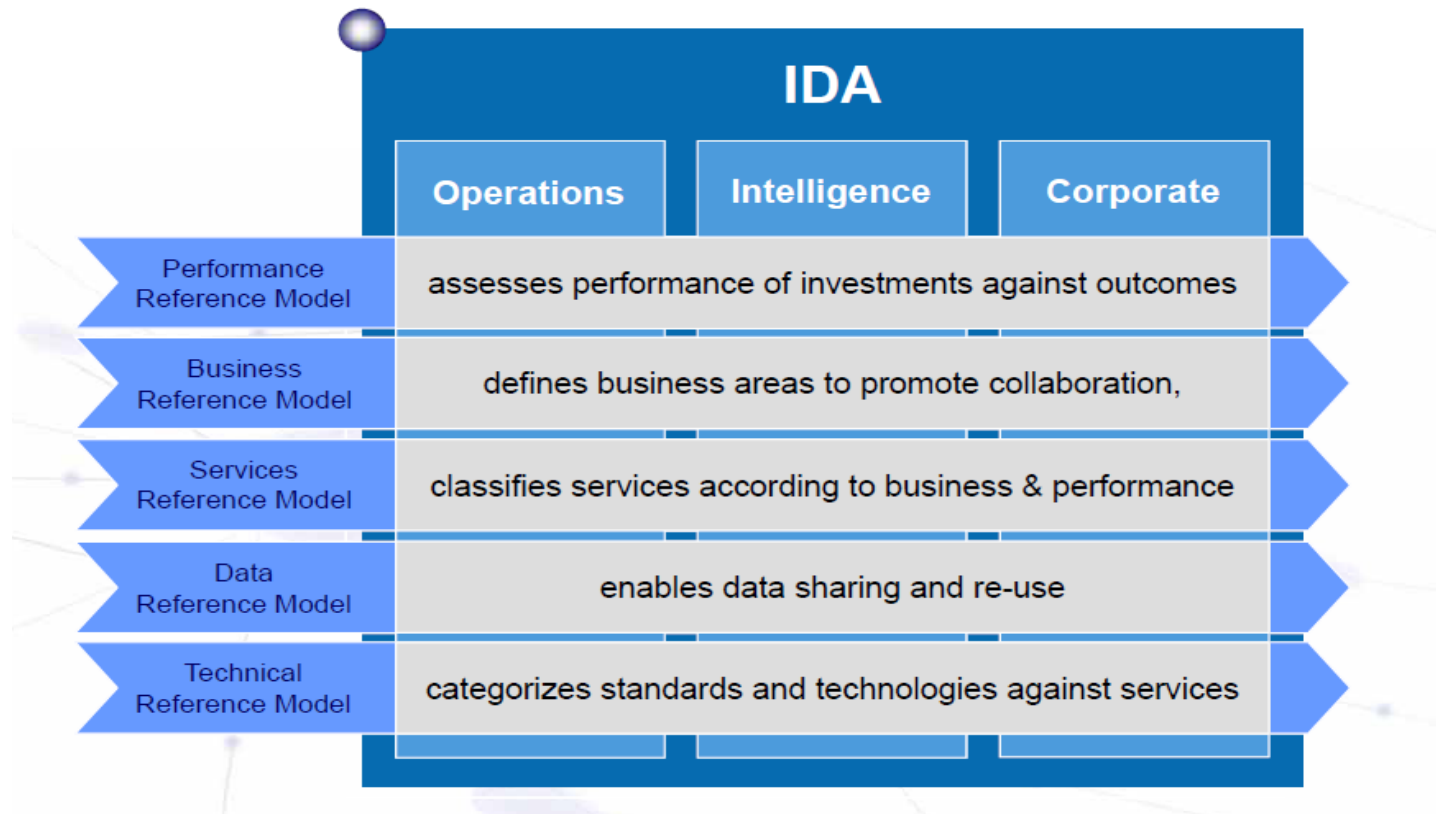 IDA
Operations
Intelligence
Corporate
Performance
Reference Model
assesses performance of investments against outcomes
Business
Reference Model
defines business areas to promote collaboration,
Services
Reference Model
classifies services according to business & performance
Data
Reference Model
enables data sharing and re-use
Technical
Reference Model
categorizes standards and technologies against services